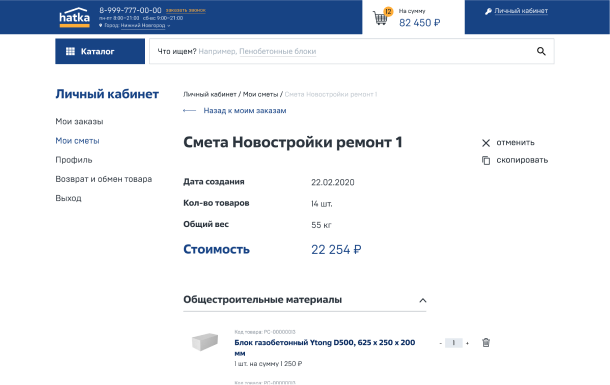 hatka
8-999-777-00-00 заказать звонок
пн-пт 8:00–21:00 сб-вс 9:00–21:00
Город: Нижний Новгород
12
На сумму
82 450 ₽
Личный кабинет
Каталог
Что ищем? Например, Пенобетонные блоки
Личный кабинет
Мои заказы
Мои сметы
Профиль
Возврат и обмен товара
Выход
Личный кабинет / Мои сметы / Смета Новостройки ремонт 1
Назад к моим заказам
Смета Новостройки ремонт 1
отменить
скопировать
Дата создания 22.02.2020
Кол-во товаров 14 шт.
Общий вес 55 кг
Стоимость 22 254 ₽
Общестроительные материалы
Код товара: РС-0000000
Блок газобетонный Ytong D500, 625 х 250 х 200
мм
1 шт. на сумму 1 250 ₽
- 1 +
Код товара: РС-0000000